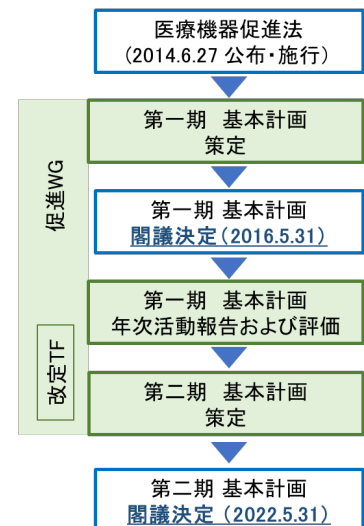 医療機器促進法
(2014.6.27 公布・施行)
促進WG
第一期 基本計画
策定
第一期 基本計画
閣議決定(2016.5.31)
第一期 基本計画
年次活動報告および評価
改定TF
第二期 基本計画
策定
第二期 基本計画
閣議決定 (2022.5.31)